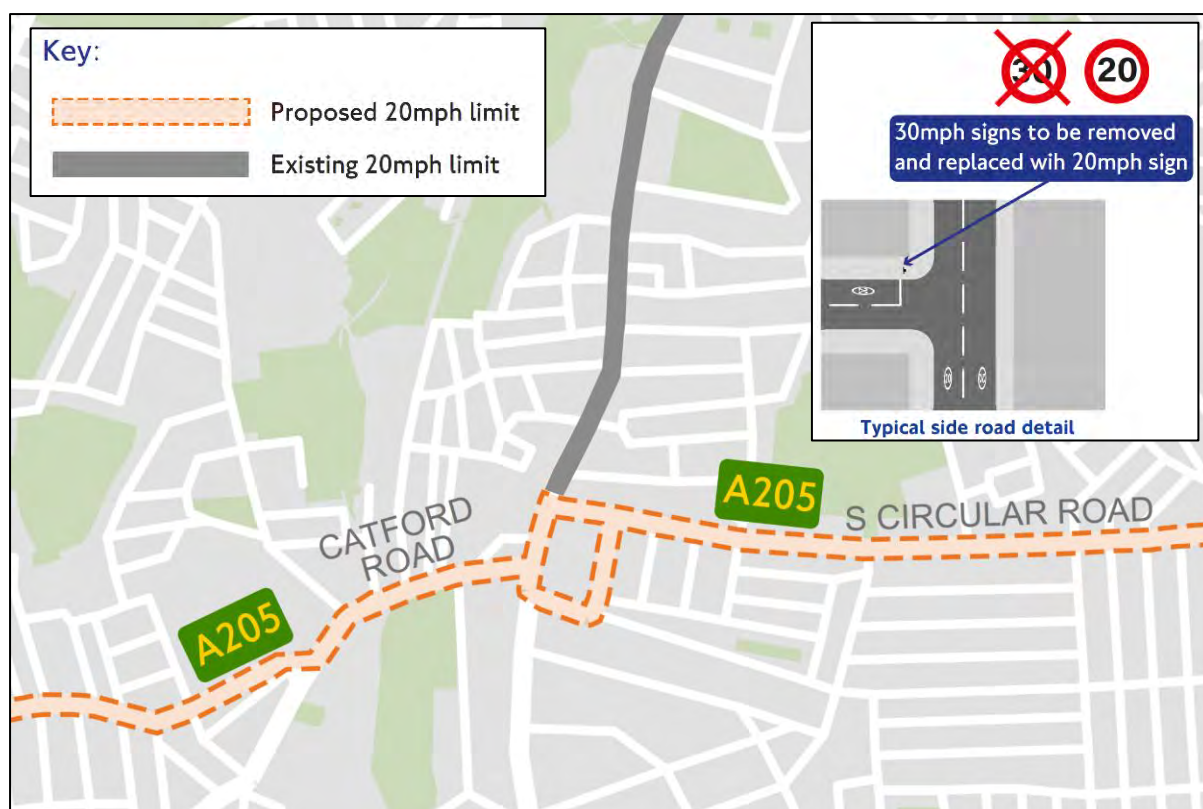 Key:
Proposed 20mph limit
Existing 20mph limit
30
20
30mph signs to be removed
and replaced wih 20mph sign
Typical side road detail
A205
S CIRCULAR ROAD
CATFORD
ROAD
A205